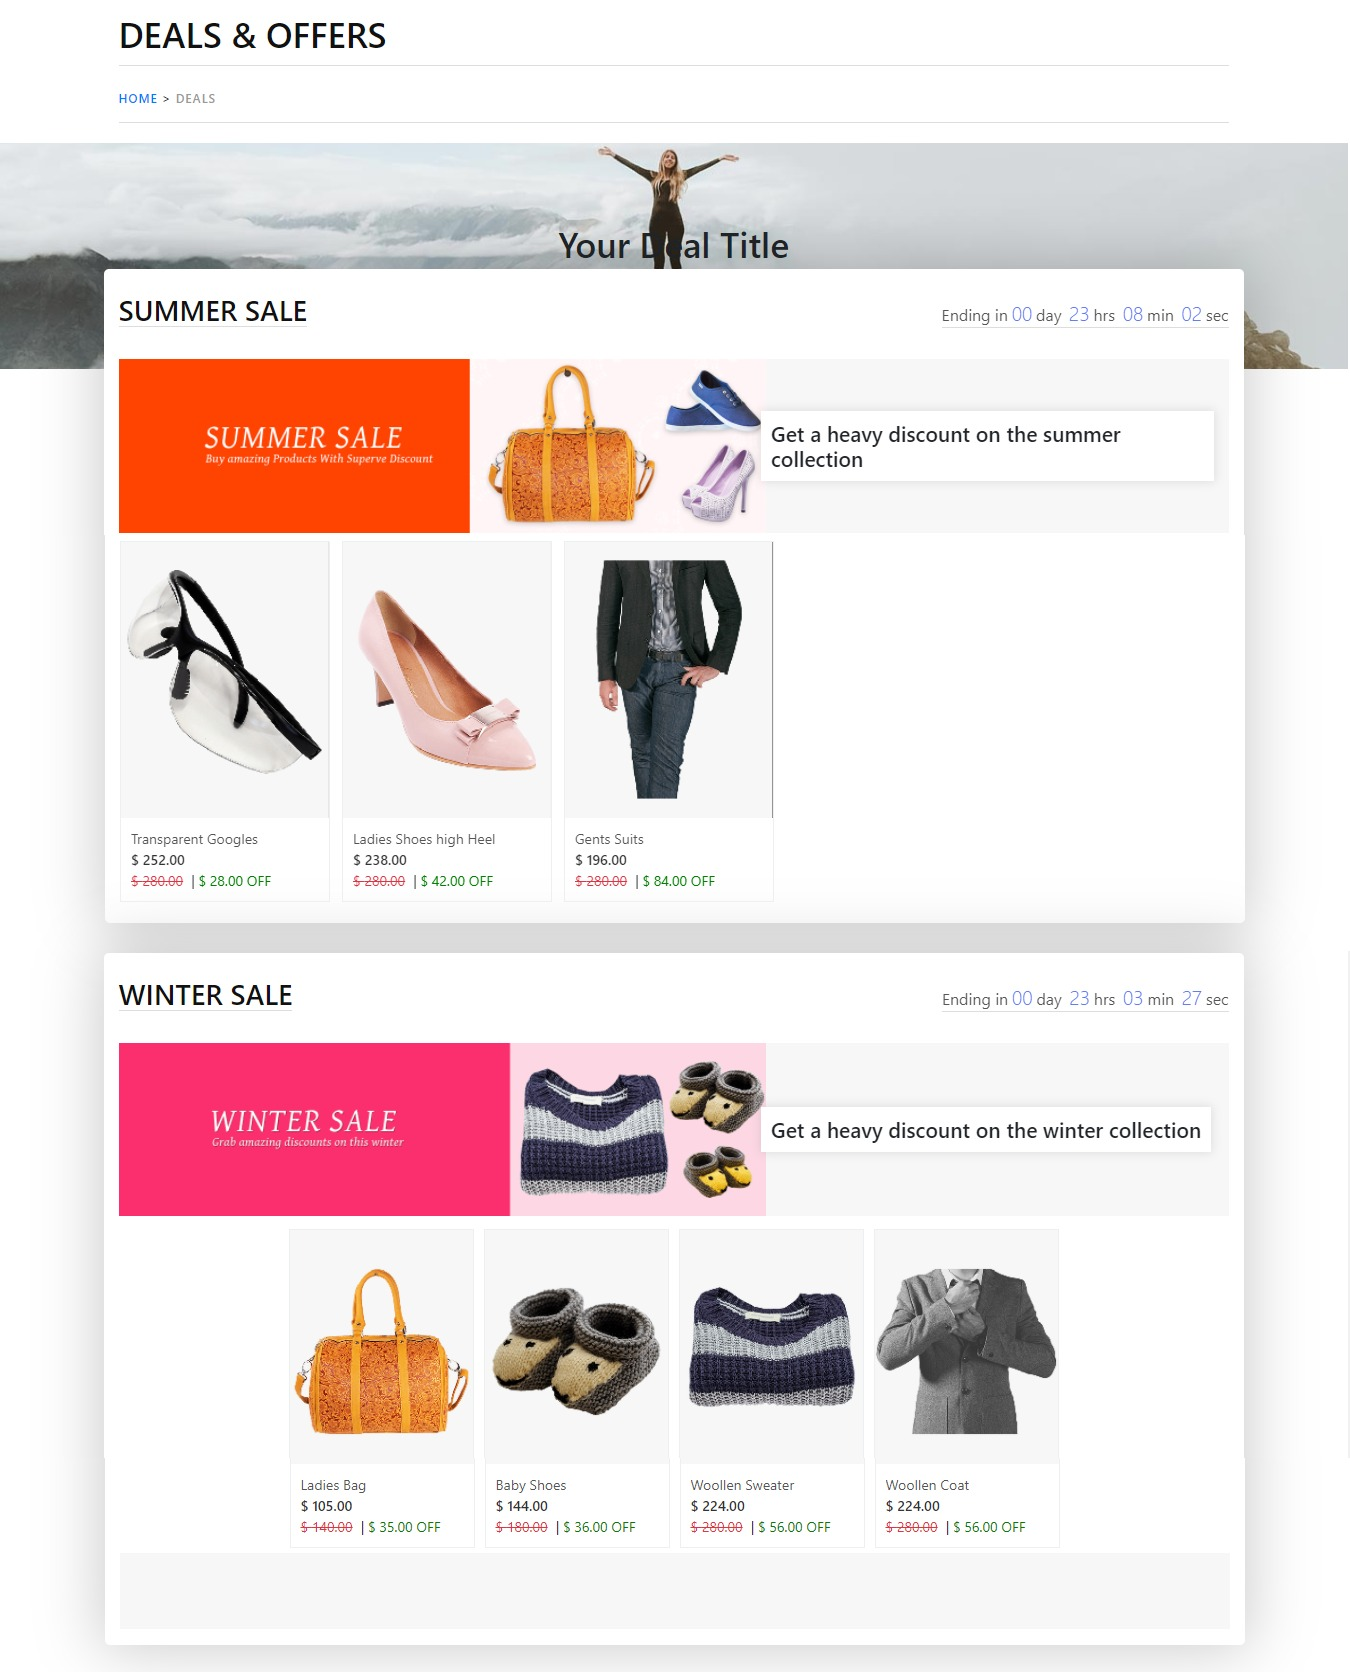 DEALS & OFFERS
HOME > DEALS
Your Deal Title
SUMMER SALE
Ending in 00 day 23 hrs 08 min 02 sec
SUMMER SALE
Buy amazing Products With Superve Discount
Get a heavy discount on the summer
collection
Transparent Googles
$ 252.00
$ 280.00 | $ 28.00 OFF
Ladies Shoes high Heel
$ 238.00
$ 280.00 | $ 42.00 OFF
Gents Suits
$ 196.00
$ 280.00 | $ 84.00 OFF
WINTER SALE
Ending in 00 day 23 hrs 03 min 27 sec
WINTER SALE
Grab amazing discounts on this winter
Get a heavy discount on the winter collection
Ladies Bag
$ 105.00
$ 140.00 | $ 35.00 OFF
Baby Shoes
$ 144.00
$ 180.00 | $ 36.00 OFF
Woollen Sweater
$ 224.00
$ 280.00 | $ 56.00 OFF
Woollen Coat
$ 224.00
$ 280.00 | $ 56.00 OFF